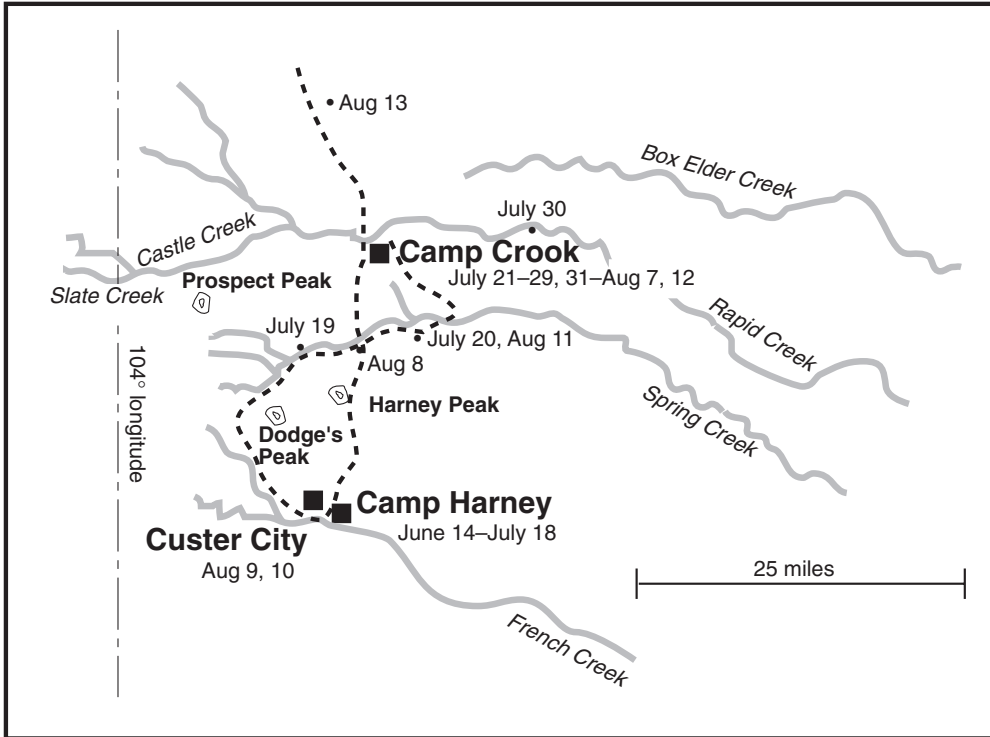 Aug 13
Box Elder Creek
July 30
Castle Creek
Camp Crook
July 21–29, 31–Aug 7, 12
Prospect Peak
Slate Creek
Rapid Creek
July 19
July 20, Aug 11
Aug 8
104° longitude
Harney Peak
Spring Creek
Dodge's
Peak
Camp Harney
June 14–July 18
Custer City
Aug 9, 10
25 miles
French Creek